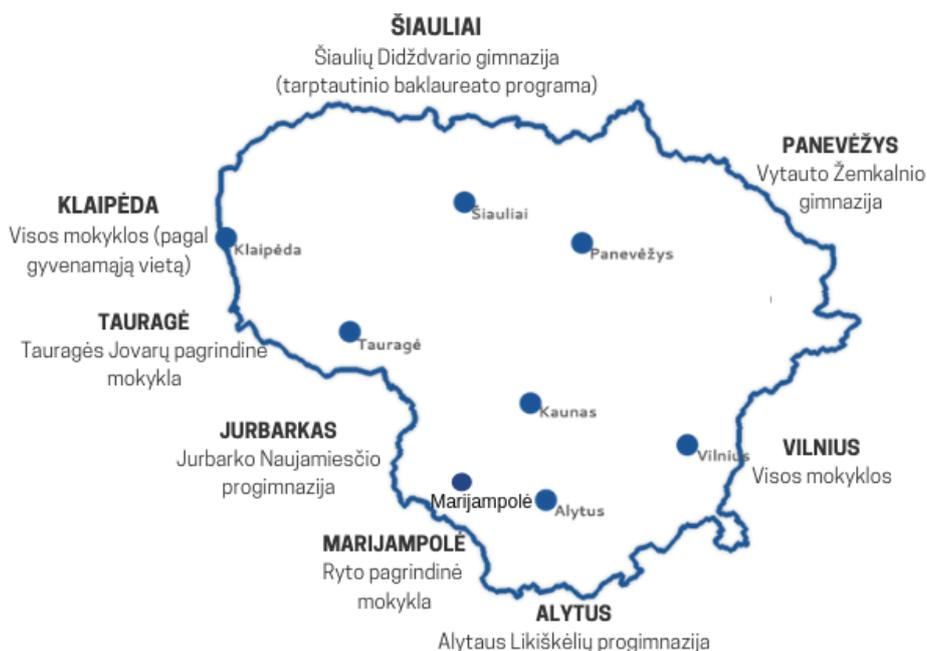 ŠIAULIAI
Šiaulių Didždvario gimnazija
(tarptautinio baklaureato programa)
PANEVĖŽYS
Vytauto Žemkalnio
gimnazija
KLAIPĖDA
Visos mokyklos (pagal
gyvenamąją vietą)
Šiauliai
Klaipėda
Panevėžys
TAURAGĖ
Tauragės Jovarų pagrindinė
mokykla
Tauragė
Kaunas
JURBARKAS
Jurbarko Naujamiesčio
progimnazija
Vilnius
VILNIUS
Visos mokyklos
Marijampolė
Alytus
MARIJAMPOLĖ
Ryto pagrindinė
mokykla
ALYTUS
Alytaus Likiškėlių progimnazija